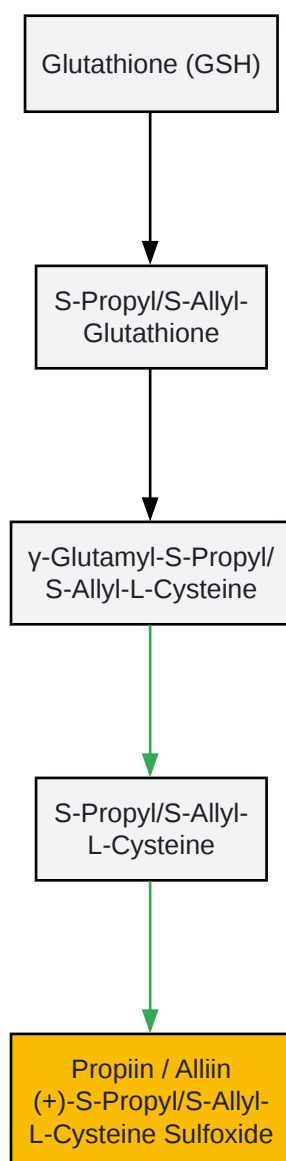 Glutathione (GSH)
S-Propyl/S-Allyl-
Glutathione
γ-Glutamyl-S-Propyl/
S-Allyl-L-Cysteine
S-Propyl/S-Allyl-
L-Cysteine
Propiin / Alliin
(+)-S-Propyl/S-Allyl-
L-Cysteine Sulfoxide